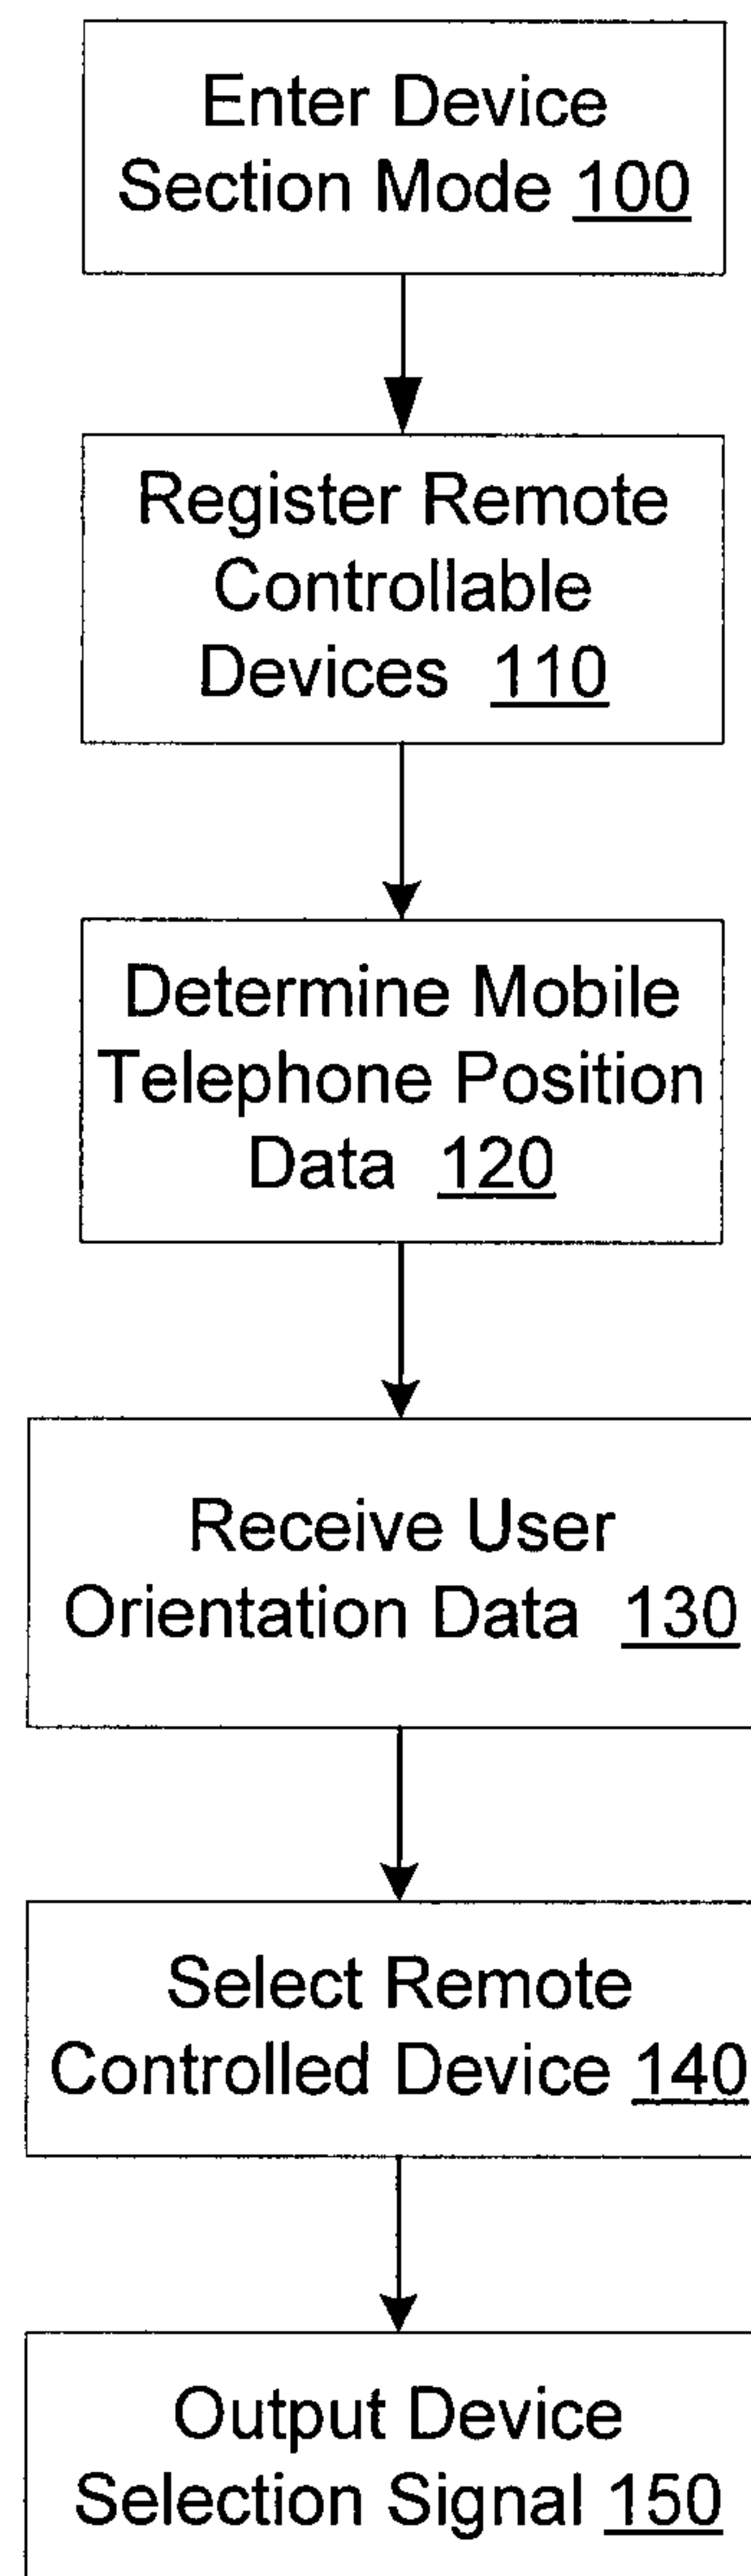 Enter Device
Section Mode 100
Register Remote
Controllable
Devices 110
Determine Mobile
Telephone Position
Data 120
Receive User
Orientation Data 130
Select Remote
Controlled Device 140
Output Device
Selection Signal 150